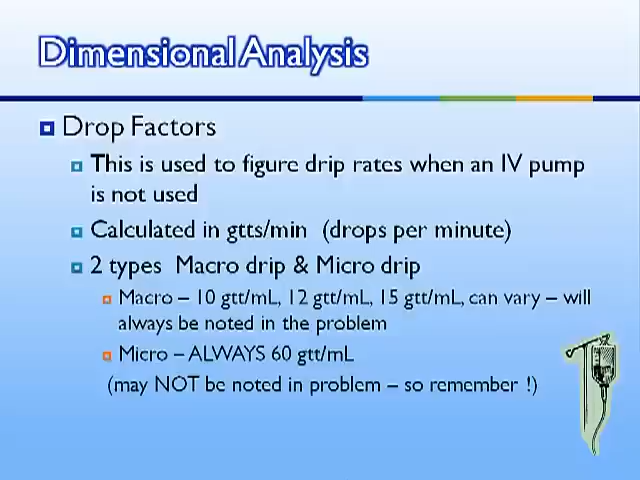 Dimensional Analysis
Drop Factors
This is used to figure drip rates when an IV pump
is not used
Calculated in gtts/min (drops per minute)
2 types Macro drip & Micro drip
Macro – 10 gtt/mL, 12 gtt/mL, 15 gtt/mL, can vary – will
always be noted in the problem
Micro – ALWAYS 60 gtt/mL
(may NOT be noted in problem – so remember !)